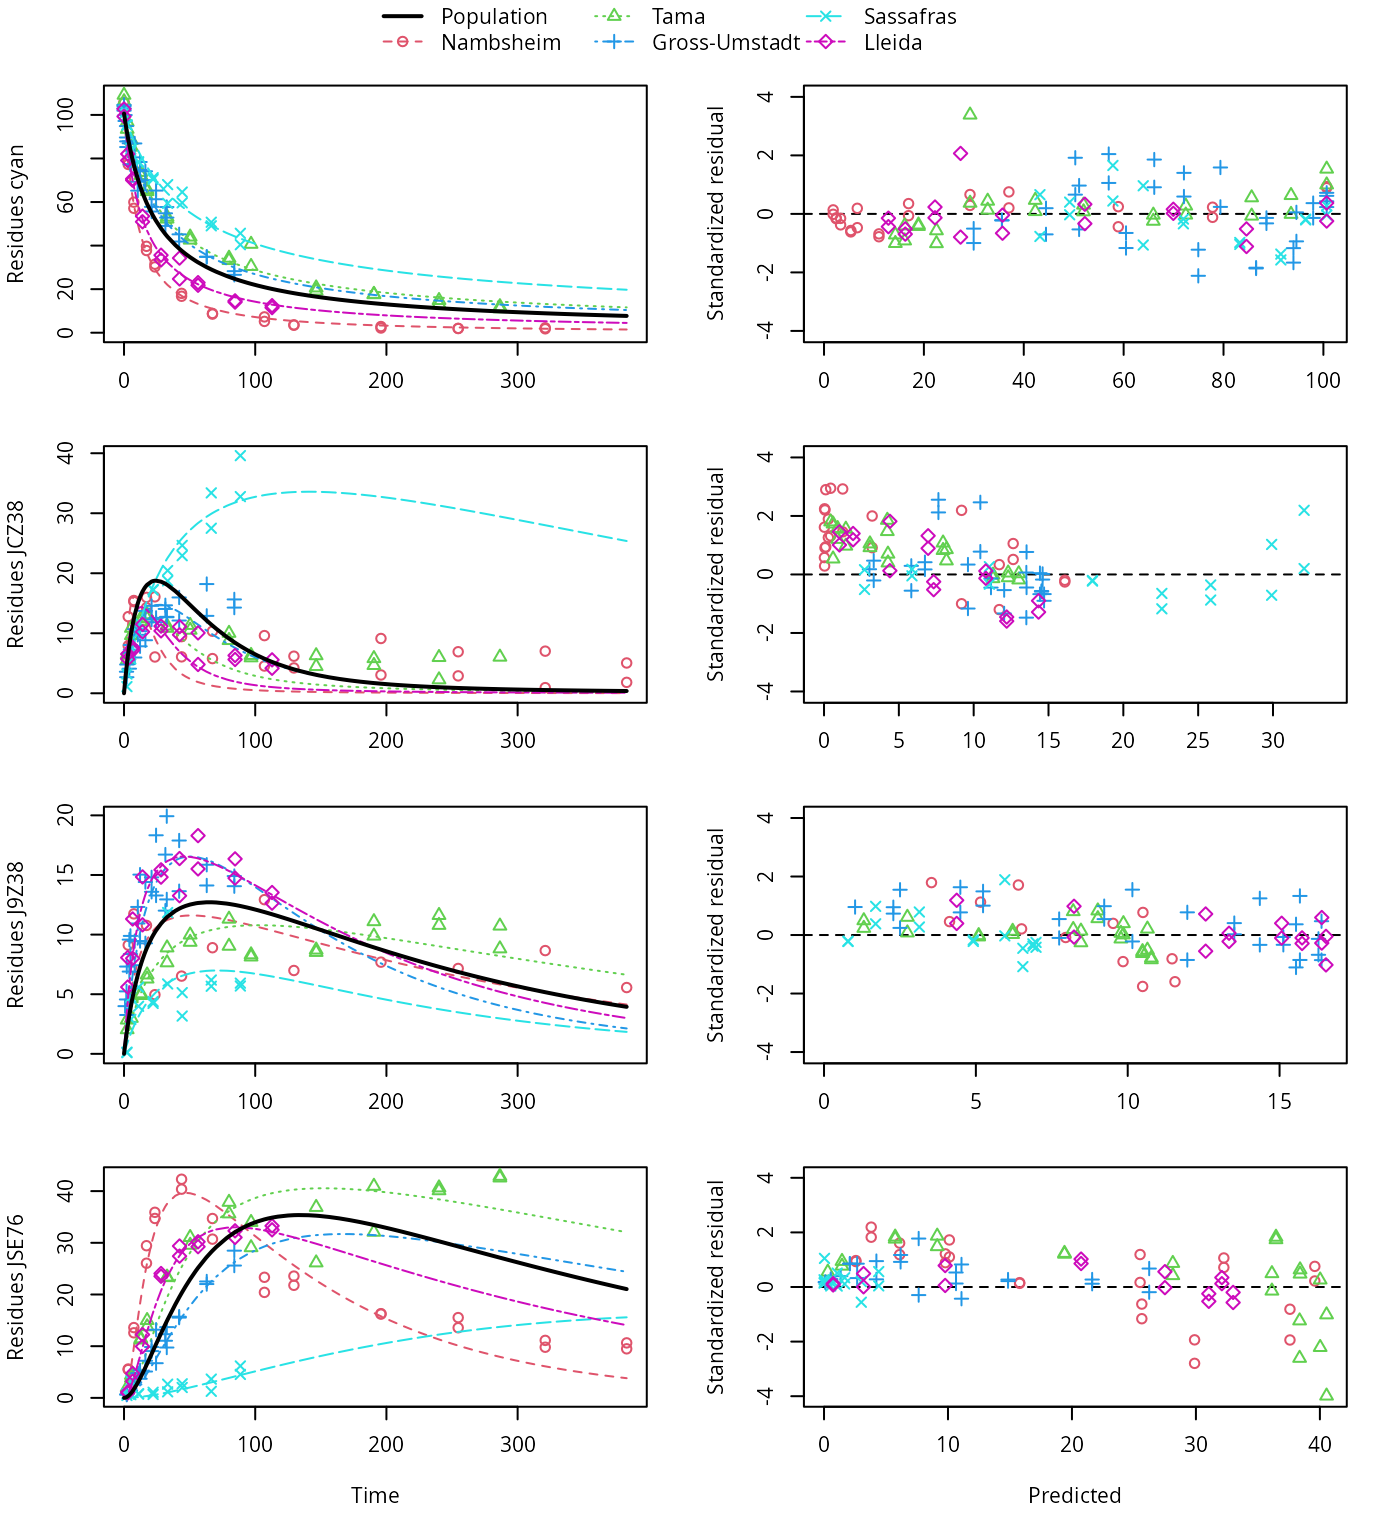 Population Tama Sassafras
Nambsheim Gross-Umstadt Lleida
Residues cyan
0 20 60 100
0 100 200 300
Standardized residual
-4 -2 0 2 4
0 20 40 60 80 100
Residues JCZ38
0 10 20 30 40
0 100 200 300
Standardized residual
-4 -2 0 2 4
0 5 10 15 20 25 30
Residues J9Z38
0 5 10 15 20
0 100 200 300
Standardized residual
-4 -2 0 2 4
0 5 10 15
Residues JSE76
0 10 20 30 40
0 100 200 300
Time
Standardized residual
-4 -2 0 2 4
0 10 20 30 40
Predicted